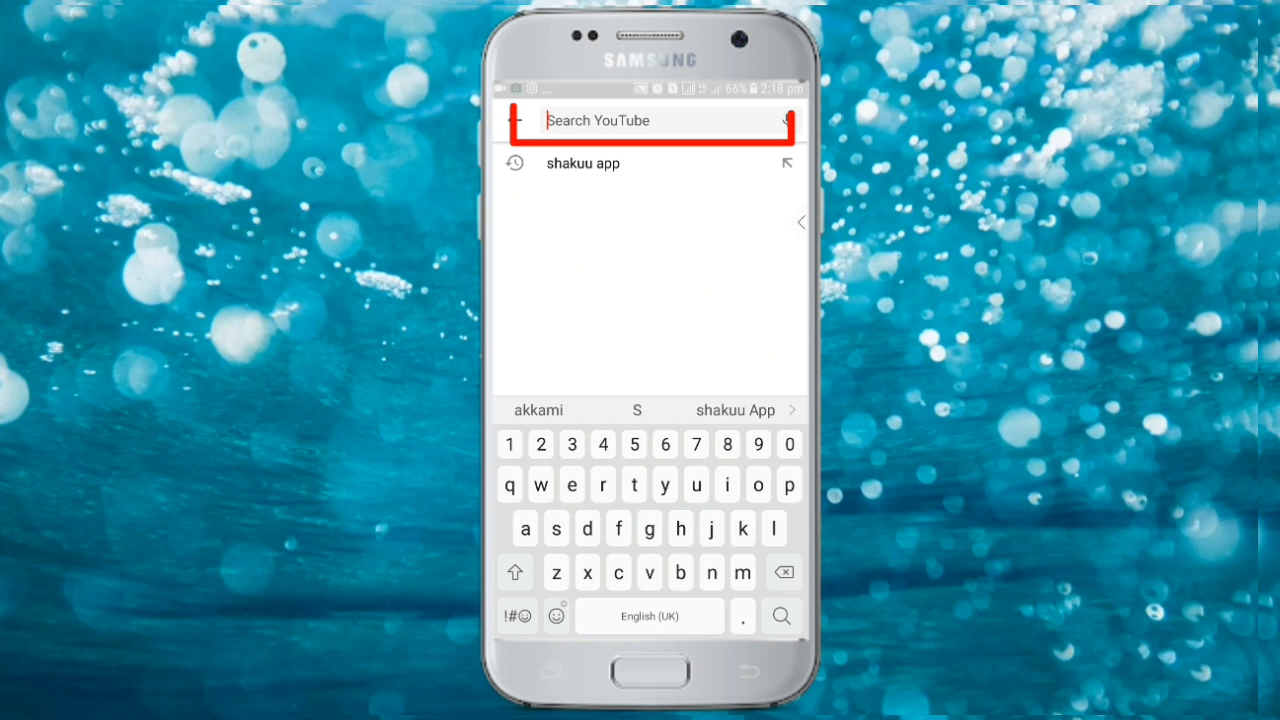 SAMSUNG
... 66% 2:18 pm
Search YouTube
shakuu app
akkami S shakuu App
1 2 3 4 5 6 7 8 9 0
q w e r t y u i o p
a s d f g h j k l
z x c v b n m
!#☺ English (UK) .